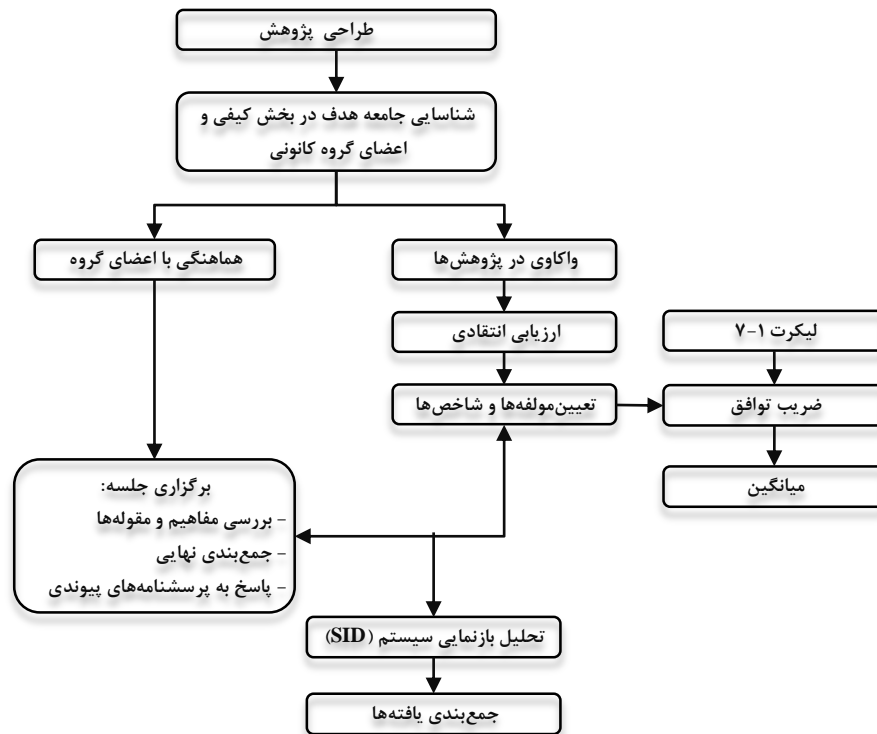 طراحی پژوهش
شناسایی جامعه هدف در بخش کیفی و
اعضای گروه کانونی
هماهنگی با اعضای گروه
واکاوی در پژوهش‌ها
ارزیابی انتقادی
لیکرت ۱-۷
تعیین‌مولفه‌ها و شاخص‌ها
ضریب توافق
میانگین
برگزاری جلسه:
- بررسی مفاهیم و مقوله‌ها
- جمع‌بندی نهایی
- پاسخ به پرسشنامه‌های پیوندی
تحلیل بازنمایی سیستم (SID)
جمع‌بندی یافته‌ها